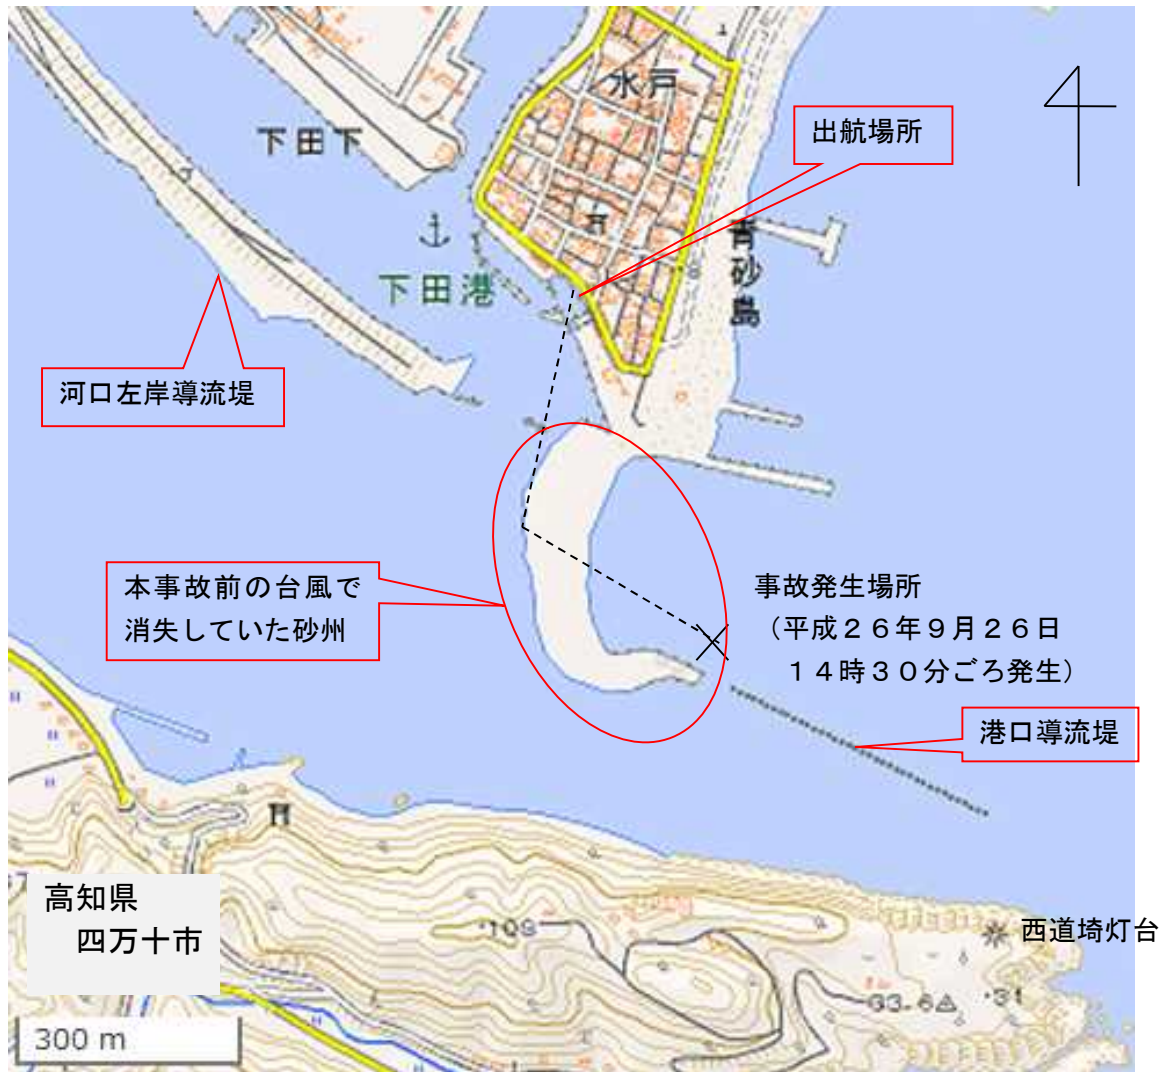 水戸
出航場所
下田下
青砂島
下田港
河口左岸導流堤
本事故前の台風で
消失していた砂州
事故発生場所
（平成２６年９月２６日
１４時３０分ごろ発生）
港口導流堤
高知県
四万十市
西道埼灯台
109
93.6
31
300 m